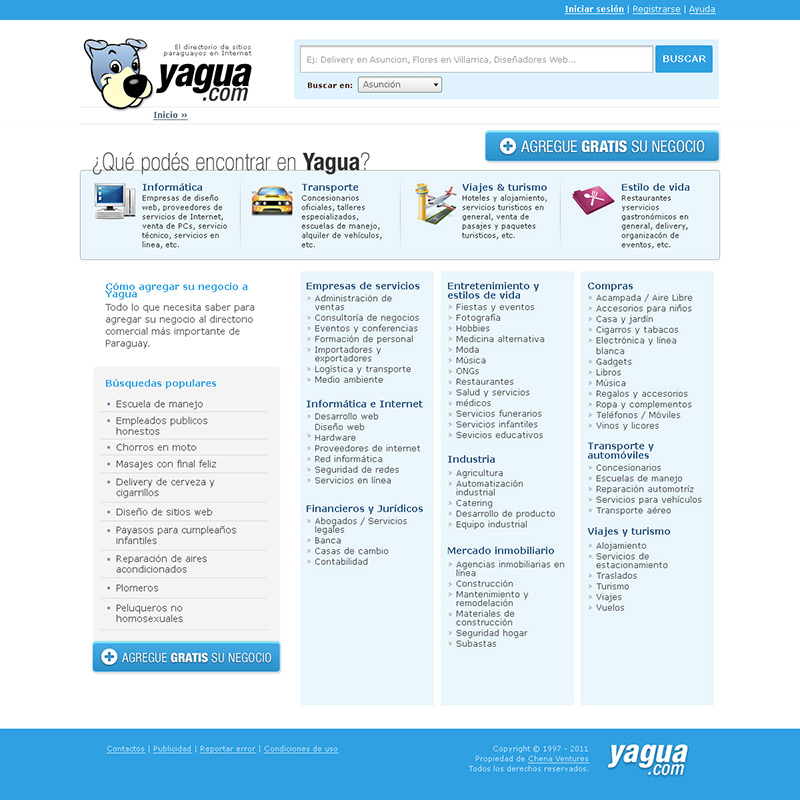 Iniciar sesión | Registrarse | Ayuda
El directorio de sitios
paraguayos en Internet
yagua
.com
Ej: Delivery en Asuncion, Flores en Villarrica, Diseñadores Web...
BUSCAR
Buscar en: Asunción
Inicio »
AGREGUE GRATIS SU NEGOCIO
¿Qué podés encontrar en Yagua?
Informática
Empresas de diseño
web, proveedores de
servicios de Internet,
venta de PCs, servicio
técnico, servicios en
linea, etc.
Transporte
Concesionarios
oficiales, talleres
especializados,
escuelas de manejo,
alquiler de vehículos,
etc.
Viajes & turismo
Hoteles y alojamiento,
servicios turisticos en
general, venta de
pasajes y paquetes
turisticos, etc.
Estilo de vida
Restaurantes
yservicios
gastronómicos en
general, delivery,
organizacón de
eventos, etc.
Cómo agregar su negocio a
Yagua
Todo lo que necesita saber para
agregar su negocio al directorio
comercial más importante de
Paraguay.
Búsquedas populares
Escuela de manejo
Empleados publicos
honestos
Chorros en moto
Masajes con final feliz
Delivery de cerveza y
cigarrillos
Diseño de sitios web
Payasos para cumpleaños
infantiles
Reparación de aires
acondicionados
Plomeros
Peluqueros no
homosexuales
AGREGUE GRATIS SU NEGOCIO
Empresas de servicios
Administración de
ventas
Consultoría de negocios
Eventos y conferencias
Formación de personal
Importadores y
exportadores
Logística y transporte
Medio ambiente
Informática e Internet
Desarrollo web
Diseño web
Hardware
Proveedores de internet
Red informática
Seguridad de redes
Servicios en línea
Financieros y Jurídicos
Abogados / Servicios
legales
Banca
Casas de cambio
Contabilidad
Entretenimiento y
estilos de vida
Fiestas y eventos
Fotografía
Hobbies
Medicina alternativa
Moda
Música
ONGs
Restaurantes
Salud y servicios
médicos
Servicios funerarios
Servicios infantiles
Sevicios educativos
Industria
Agricultura
Automatización
industrial
Catering
Desarrollo de producto
Equipo industrial
Mercado inmobiliario
Agencias inmobiliarias en
línea
Construcción
Mantenimiento y
remodelación
Materiales de
construcción
Seguridad hogar
Subastas
Compras
Acampada / Aire Libre
Accesorios para niños
Casa y jardín
Cigarros y tabacos
Electrónica y línea
blanca
Gadgets
Libros
Música
Regalos y accesorios
Ropa y complementos
Teléfonos / Móviles
Vinos y licores
Transporte y
automóviles
Concesionarios
Escuelas de manejo
Reparación automotríz
Servicios para vehículos
Transporte aéreo
Viajes y turismo
Alojamiento
Servicios de
estacionamiento
Traslados
Turismo
Viajes
Vuelos
Contactos | Publicidad | Reportar error | Condiciones de uso
Copyright © 1997 - 2011
Propiedad de Chena Ventures
Todos los derechos reservados.
yagua
.com